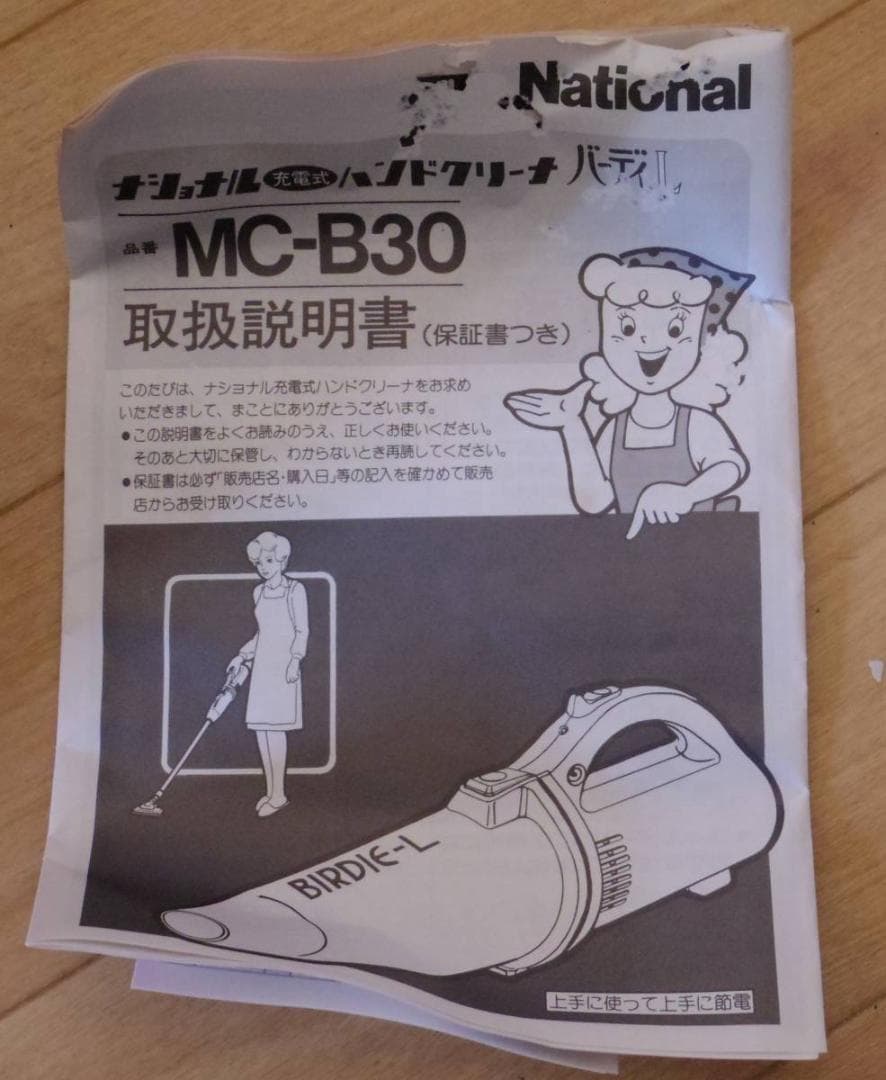 National
ナショナル 充電式 ハンドクリーナ バーディL
品番 MC-B30
取扱説明書(保証書つき)
このたびは、ナショナル充電式ハンドクリーナをお求め
いただきまして、まことにありがとうございます。
●この説明書をよくお読みのうえ、正しくお使いください。
そのあと大切に保管し、わからないとき再読してください。
●保証書は必ず「販売店名・購入日」等の記入を確かめて販売
店からお受け取りください。
BIRDIE-L
上手に使って上手に節電